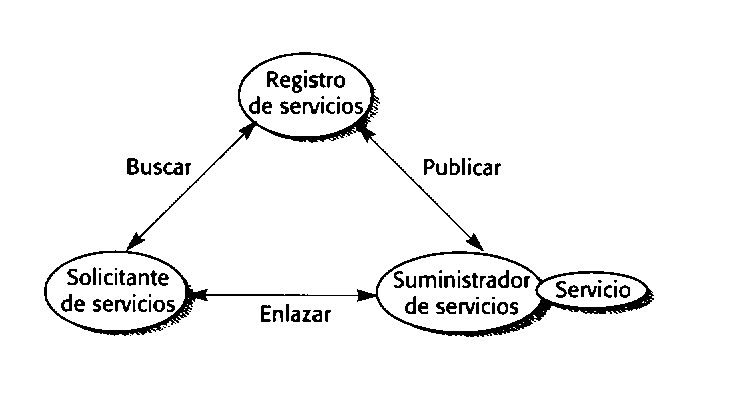 Registro
de servicios
Buscar
Publicar
Solicitante
de servicios
Suministrador
de servicios
Servicio
Enlazar